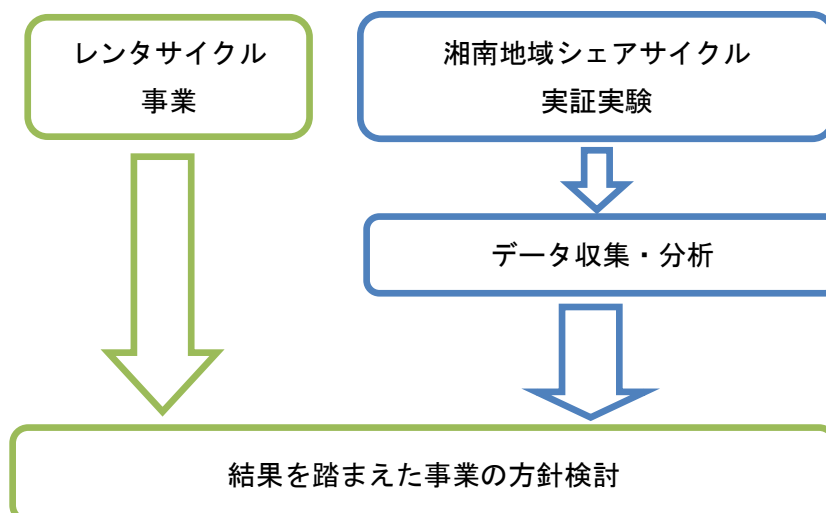 レンタサイクル
事業
湘南地域シェアサイクル
実証実験
データ収集・分析
結果を踏まえた事業の方針検討